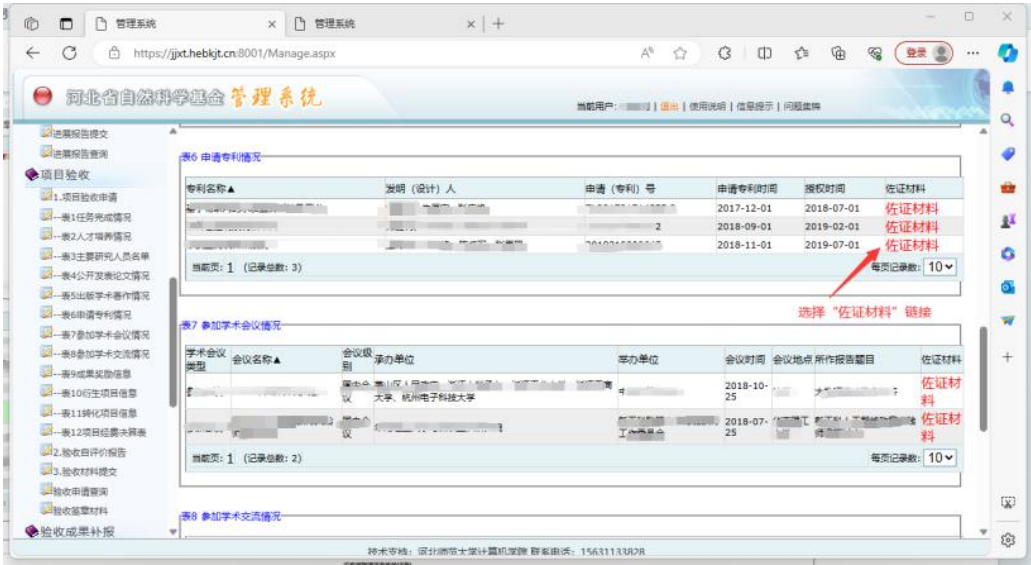 管理系统
管理系统
https://jjxt.hebkjt.cn:8001/Manage.aspx
登录
河北省自然科学基金 管理系统
当前用户: | 退出 | 使用说明 | 信息提示 | 问题集锦
进展报告提交
进展报告查询
项目验收
1.项目验收申请
--表1任务完成情况
--表2人才培养情况
--表3主要研究人员名单
--表4公开发表论文情况
--表5出版学术著作情况
--表6申请专利情况
--表7参加学术会议情况
--表8参加学术交流情况
--表9成果奖励信息
--表10衍生项目信息
--表11转化项目信息
--表12项目经费决算表
2.验收自评价报告
3.验收材料提交
验收申请查询
验收签章材料
验收成果补报
表6 申请专利情况
专利名称▲ 发明（设计）人 申请（专利）号 申请专利时间 授权时间 佐证材料
2017-12-01 2018-07-01 佐证材料
2 2018-09-01 2019-02-01 佐证材料
2018-11-01 2019-07-01 佐证材料
当前页: 1 (记录总数: 3) 每页记录数: 10
选择“佐证材料”链接
表7 参加学术会议情况
学术会议类型 会议名称▲ 会议级别 承办单位 举办单位 会议时间 会议地点 所作报告题目 佐证材料
大学、杭州电子科技大学 2018-10-25 佐证材料
2018-07-25 佐证材料
当前页: 1 (记录总数: 2) 每页记录数: 10
表8 参加学术交流情况
技术支持: 河北师范大学计算机学院 联系电话: 15631133828